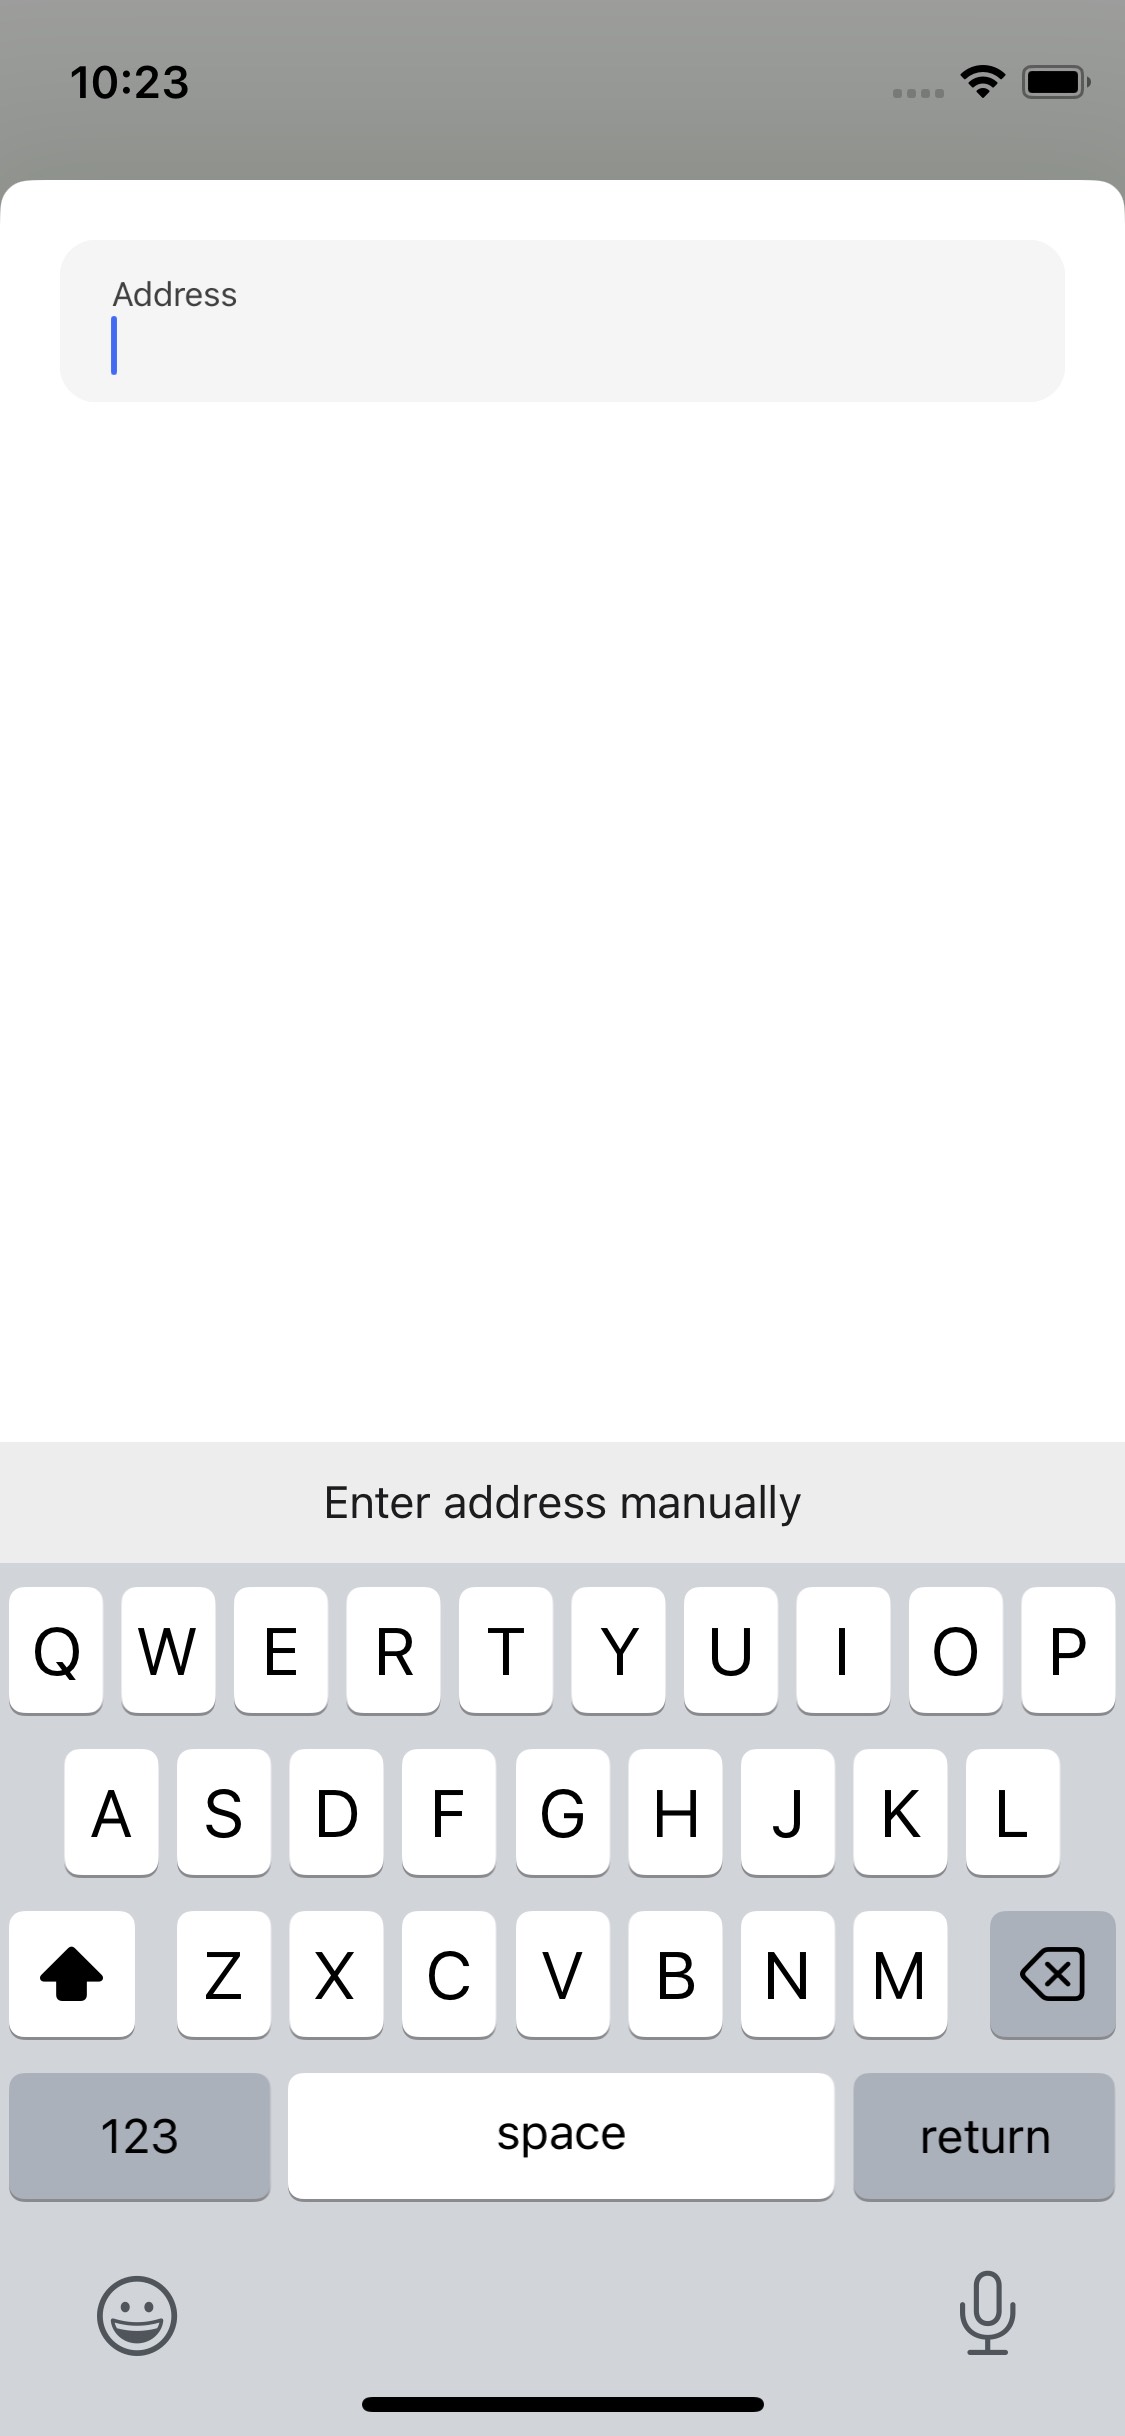 10:23
Address
Enter address manually
Q W E R T Y U I O P
A S D F G H J K L
Z X C V B N M
123 space return